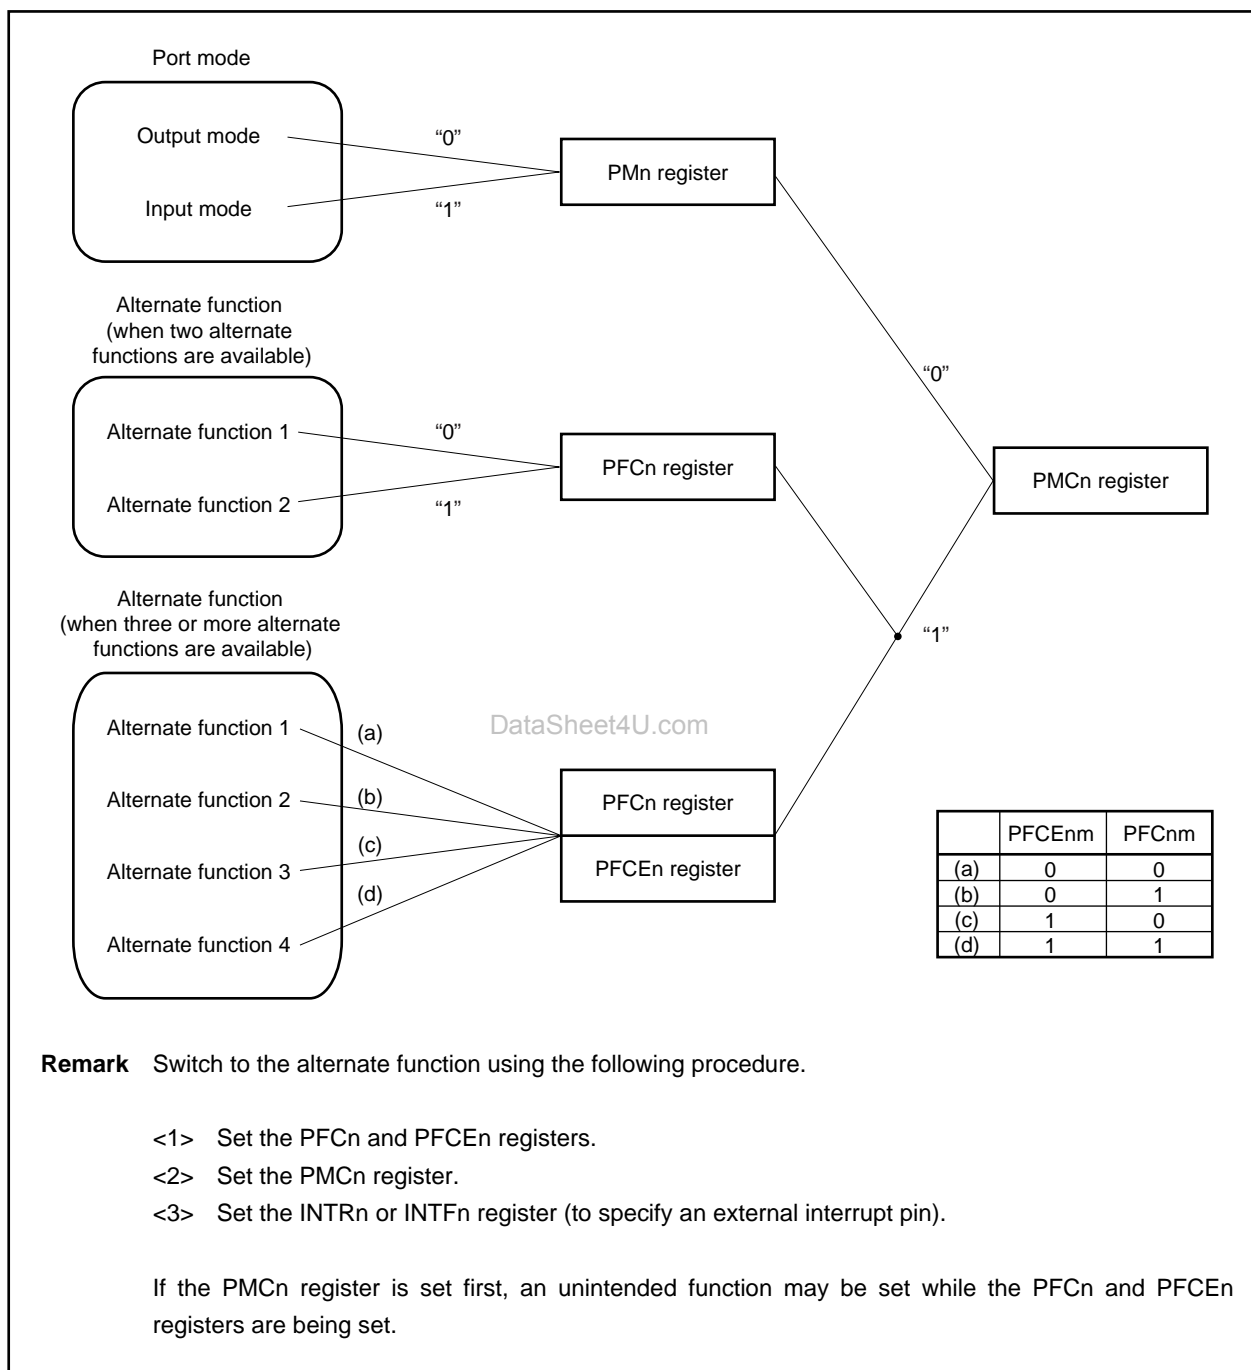 Port mode
Output mode
"0"
PMn register
Input mode
"1"
Alternate function
(when two alternate
functions are available)
"0"
Alternate function 1
"0"
PFCn register
PMCn register
Alternate function 2
"1"
Alternate function
(when three or more alternate
functions are available)
"1"
Alternate function 1
(a)
DataSheet4U.com
Alternate function 2
(b)
PFCn register
Alternate function 3
(c)
PFCEn register
(d)
Alternate function 4
PFCEnm PFCnm
(a) 0 0
(b) 0 1
(c) 1 0
(d) 1 1
Remark Switch to the alternate function using the following procedure.
<1> Set the PFCn and PFCEn registers.
<2> Set the PMCn register.
<3> Set the INTRn or INTFn register (to specify an external interrupt pin).
If the PMCn register is set first, an unintended function may be set while the PFCn and PFCEn
registers are being set.